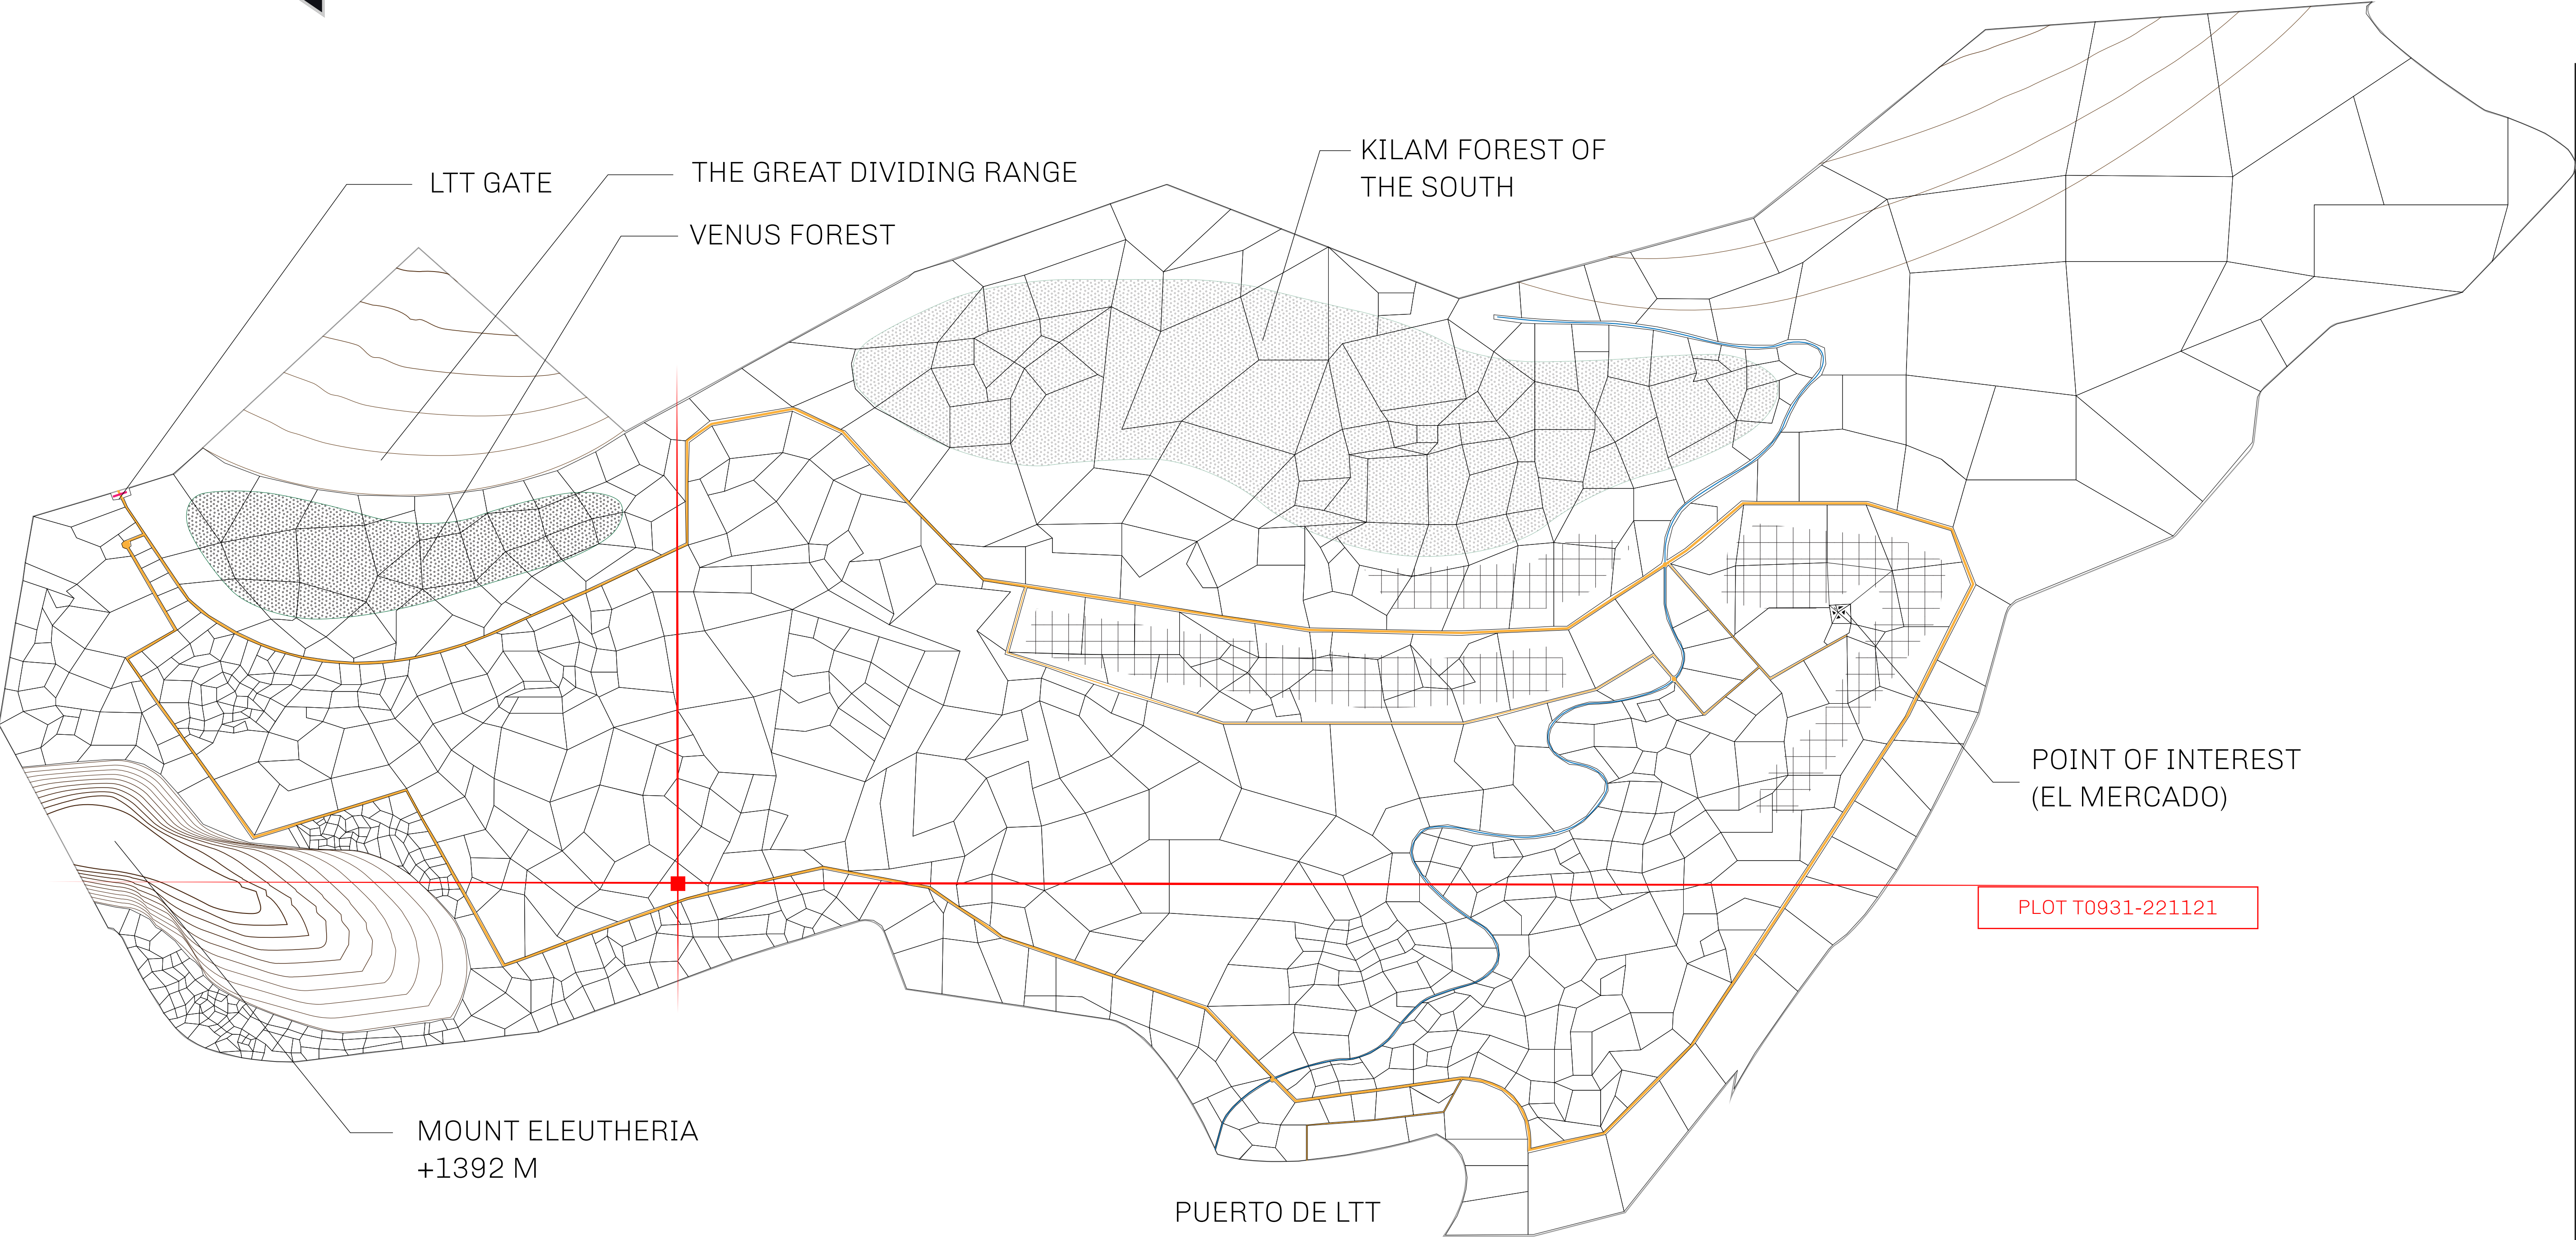 KILAM FOREST OF
THE SOUTH
THE GREAT DIVIDING RANGE
LTT GATE
VENUS FOREST
POINT OF INTEREST
(EL MERCADO)
PLOT T0931-221121
MOUNT ELEUTHERIA
+1392 M
PUERTO DE LTT